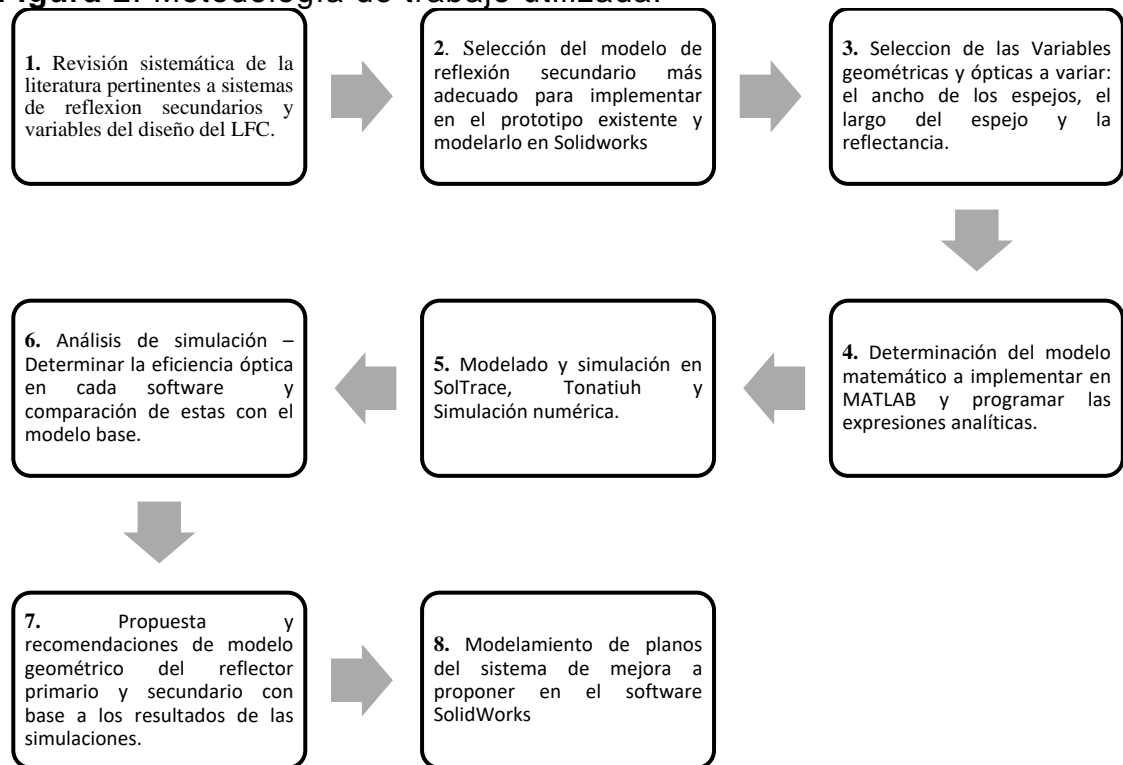 Figura 2. Metodología de trabajo utilizada.
1. Revisión sistemática de la
literatura pertinentes a sistemas
de reflexion secundarios y
variables del diseño del LFC.
2. Selección del modelo de
reflexión secundario más
adecuado para implementar
en el prototipo existente y
modelarlo en Solidworks
3. Seleccion de las Variables
geométricas y ópticas a variar:
el ancho de los espejos, el
largo del espejo y la
reflectancia.
6. Análisis de simulación –
Determinar la eficiencia óptica
en cada software y
comparación de estas con el
modelo base.
5. Modelado y simulación en
SolTrace, Tonatiuh y
Simulación numérica.
4. Determinación del modelo
matemático a implementar en
MATLAB y programar las
expresiones analíticas.
7. Propuesta y
recomendaciones de modelo
geométrico del reflector
primario y secundario con
base a los resultados de las
simulaciones.
8. Modelamiento de planos
del sistema de mejora a
proponer en el software
SolidWorks